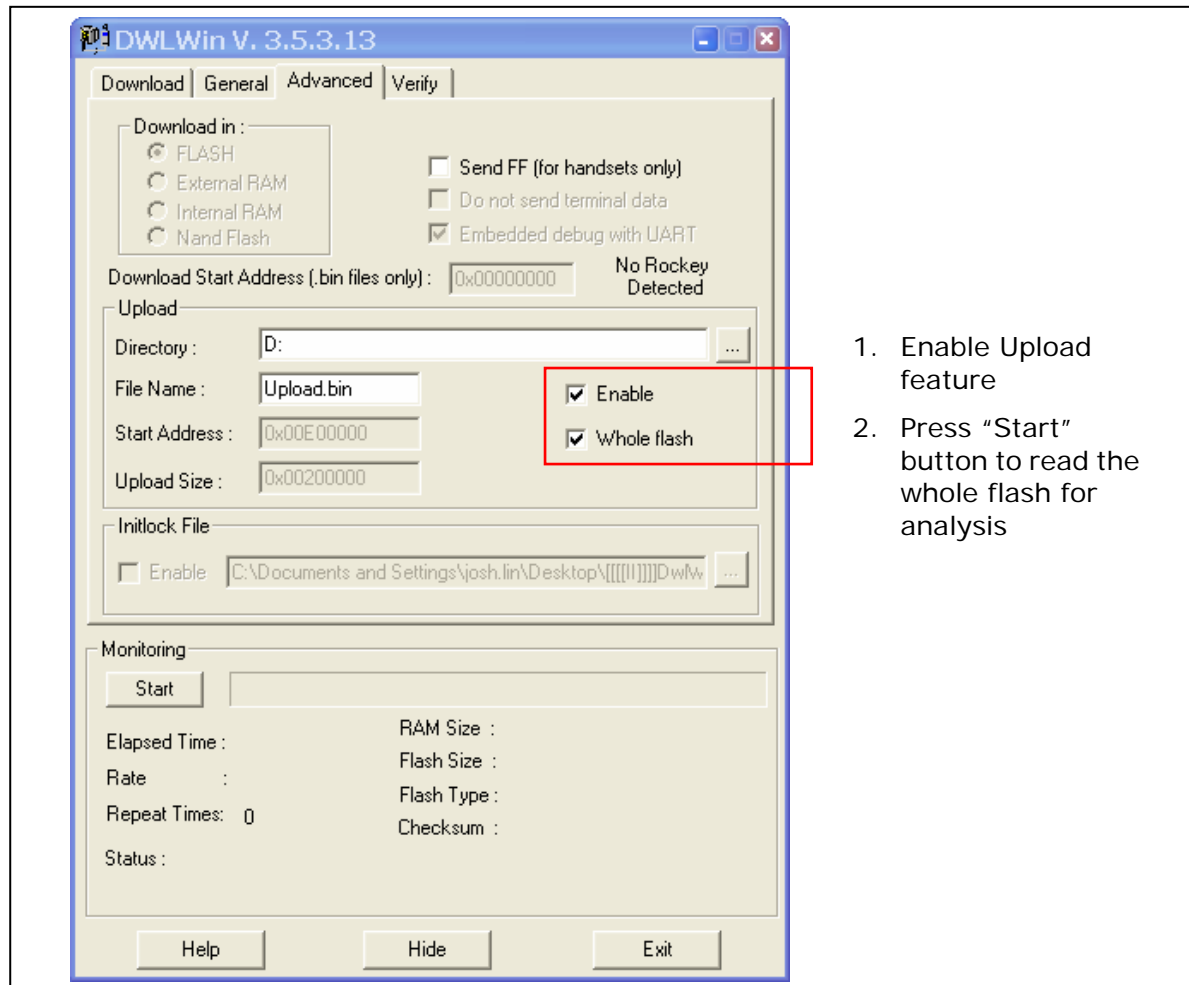 DWLWin V. 3.5.3.13
Download General Advanced Verify
Download in :
FLASH
External RAM
Internal RAM
Nand Flash
Send FF (for handsets only)
Do not send terminal data
Embedded debug with UART
Download Start Address (.bin files only) : 0x00000000
No Rockey
Detected
Upload
Directory : D: ...
File Name : Upload.bin
Enable
Start Address : 0x00E00000
Whole flash
Upload Size : 0x00200000
Initlock File
Enable C:\Documents and Settings\josh.lin\Desktop\[[[[II]]]]DwlW ...
Monitoring
Start
Elapsed Time :
Rate :
Repeat Times: 0
Status :
RAM Size :
Flash Size :
Flash Type :
Checksum :
Help Hide Exit
1. Enable Upload
feature
2. Press “Start”
button to read the
whole flash for
analysis